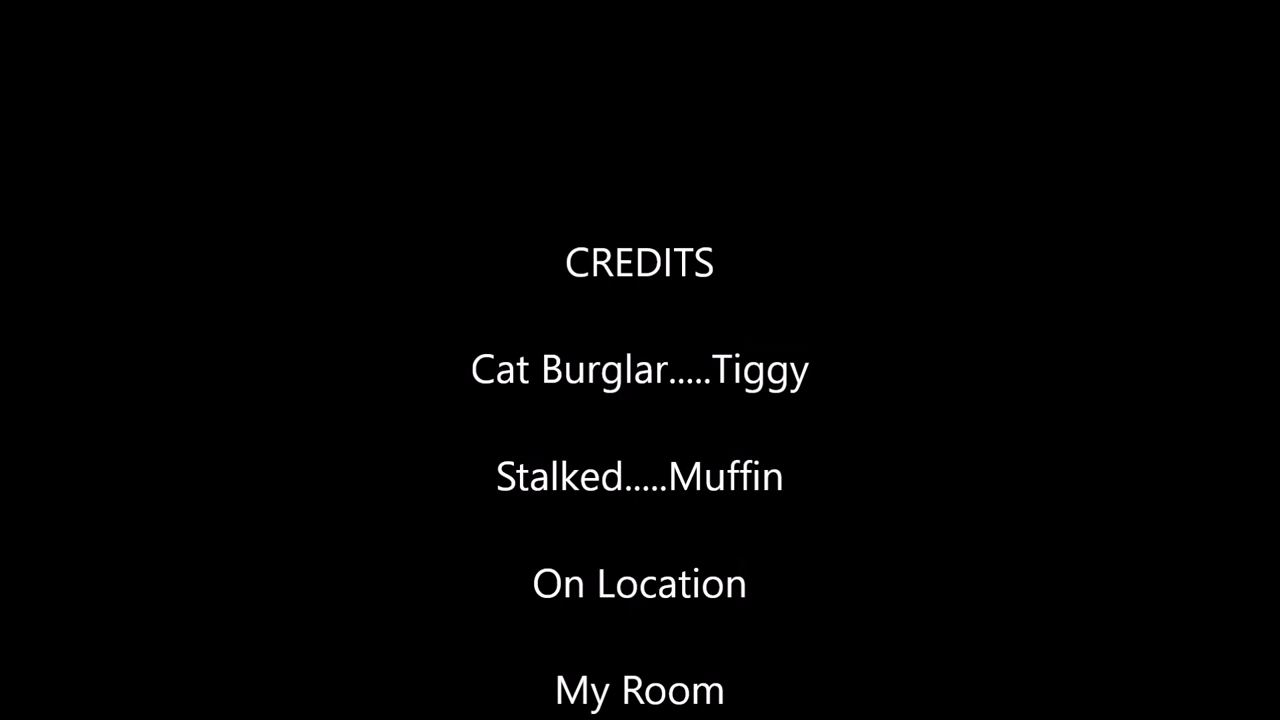 CREDITS
Cat Burglar.....Tiggy
Stalked.....Muffin
On Location
My Room